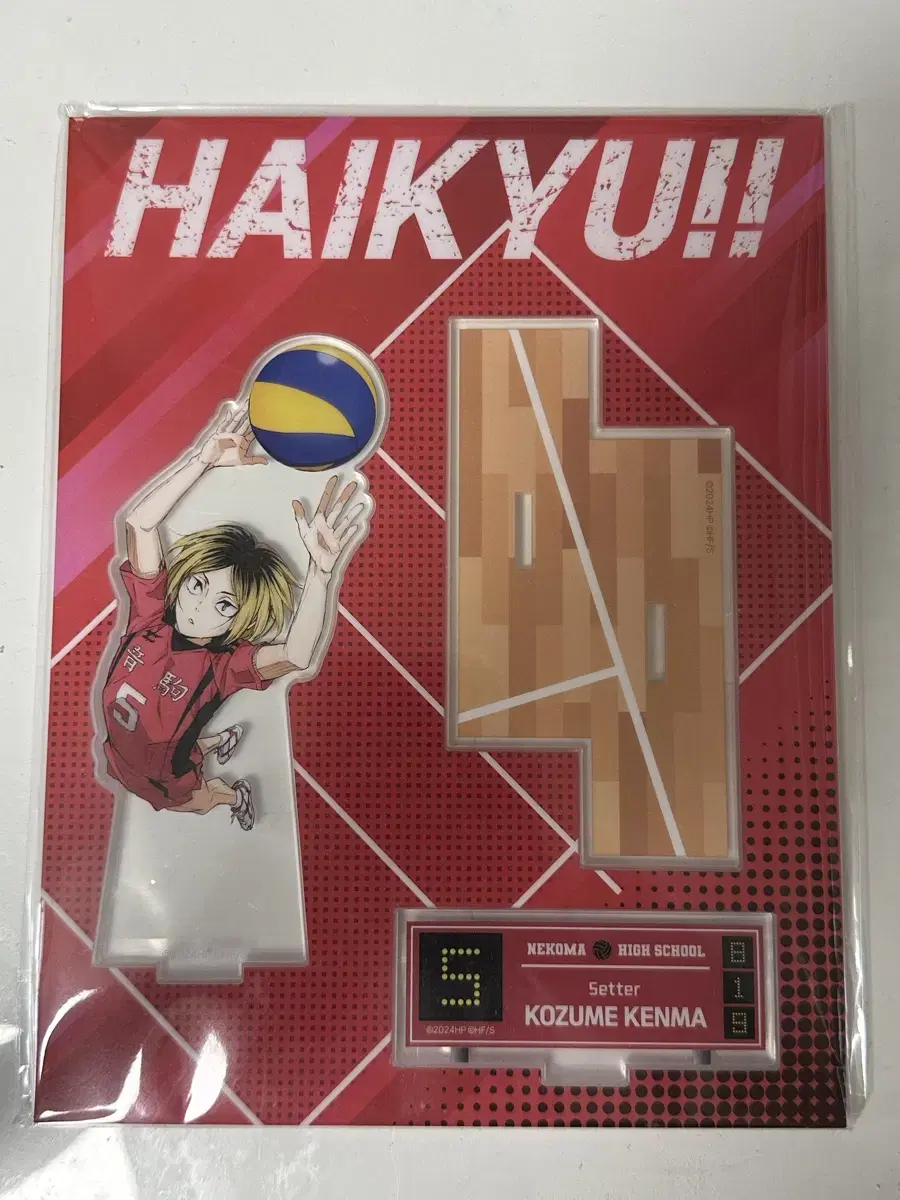 HAIKYU!!
©2024HP ©HF/S
音
駒
5
5
NEKOMA HIGH SCHOOL
Setter
KOZUME KENMA
©2024HP ©HF/S
8
1
9